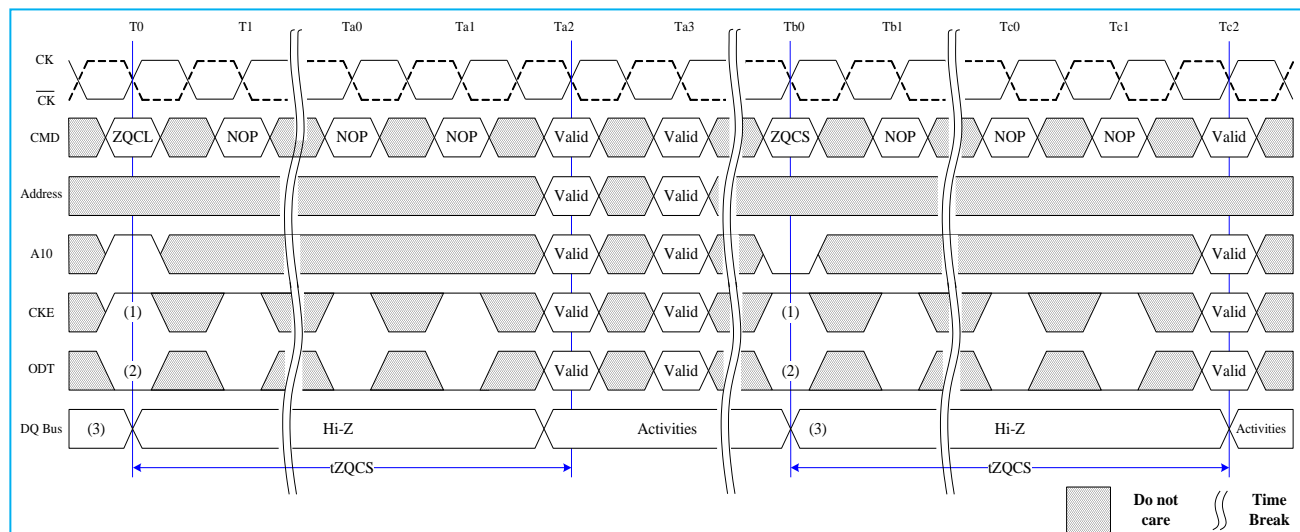 T0 T1 Ta0 Ta1 Ta2 Ta3 Tb0 Tb1 Tc0 Tc1 Tc2
CK
CK
CMD ZQCL NOP NOP NOP Valid Valid ZQCS NOP NOP NOP Valid
Address Valid Valid
A10 Valid Valid Valid
CKE (1) Valid Valid (1) Valid
ODT (2) Valid Valid (2) Valid
DQ Bus (3) Hi-Z Activities (3) Hi-Z Activities
tZQCS tZQCS
Do not care
Time Break